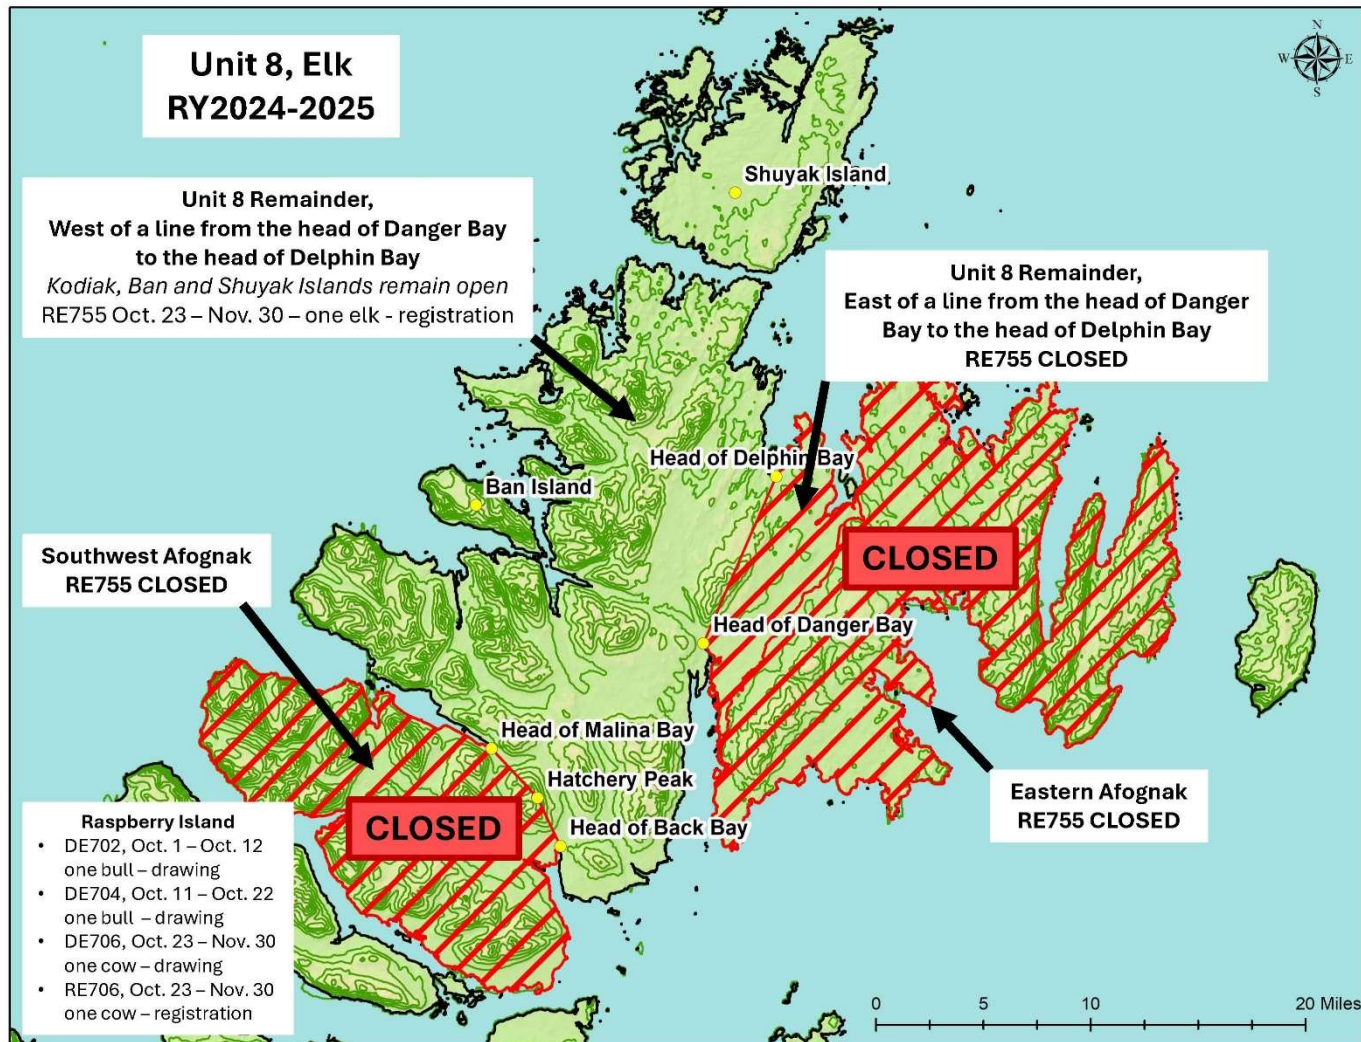 Unit 8, Elk
RY2024-2025
N
W
E
S
Shuyak Island
Unit 8 Remainder,
West of a line from the head of Danger Bay
to the head of Delphin Bay
Kodiak, Ban and Shuyak Islands remain open
RE755 Oct. 23 – Nov. 30 – one elk - registration
Unit 8 Remainder,
East of a line from the head of Danger
Bay to the head of Delphin Bay
RE755 CLOSED
Head of Delphin Bay
Ban Island
CLOSED
Southwest Afognak
RE755 CLOSED
Head of Danger Bay
Head of Malina Bay
Hatchery Peak
Eastern Afognak
RE755 CLOSED
CLOSED
Head of Back Bay
Raspberry Island
• DE702, Oct. 1 – Oct. 12
one bull – drawing
• DE704, Oct. 11 – Oct. 22
one bull – drawing
• DE706, Oct. 23 – Nov. 30
one cow – drawing
• RE706, Oct. 23 – Nov. 30
one cow – registration
0 5 10 20 Miles